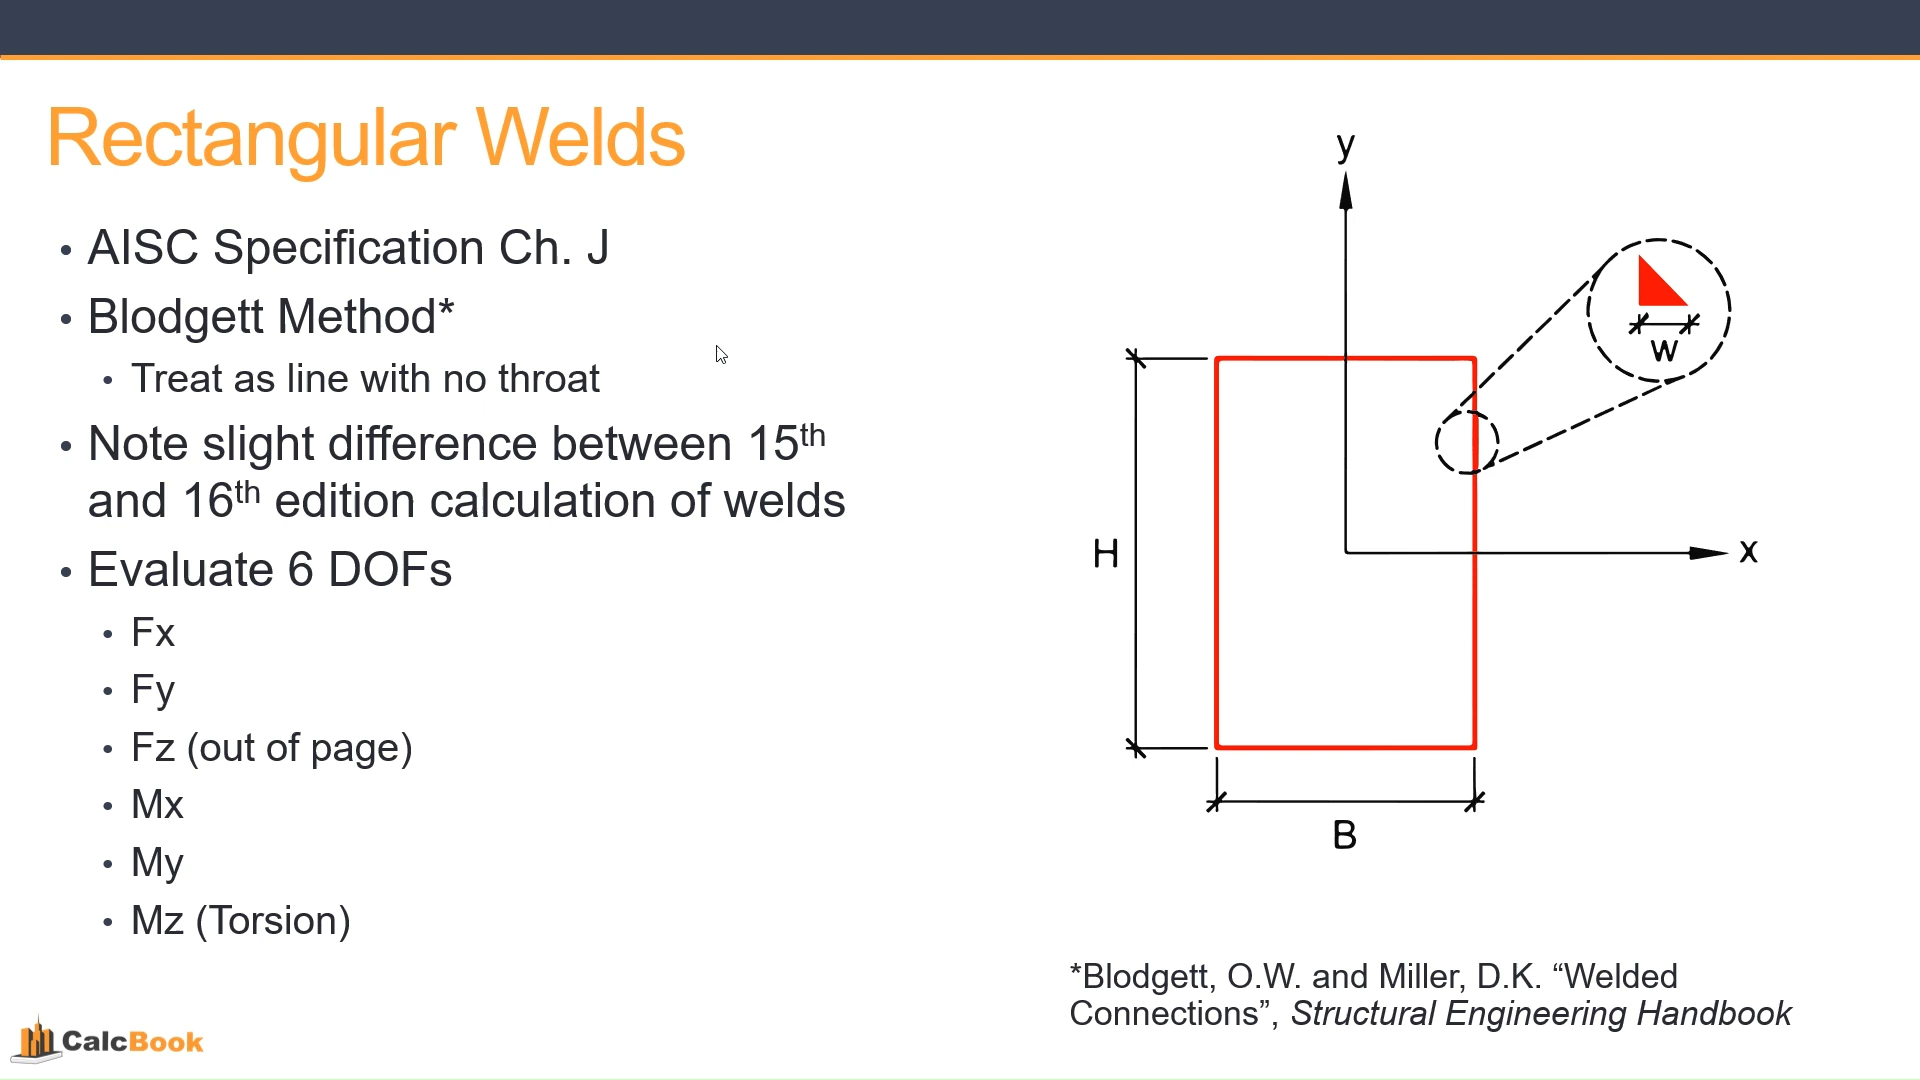 Rectangular Welds
• AISC Specification Ch. J
• Blodgett Method*
• Treat as line with no throat
• Note slight difference between 15th
and 16th edition calculation of welds
• Evaluate 6 DOFs
• Fx
• Fy
• Fz (out of page)
• Mx
• My
• Mz (Torsion)
y
w
H
x
B
*Blodgett, O.W. and Miller, D.K. “Welded
Connections”, Structural Engineering Handbook
CalcBook